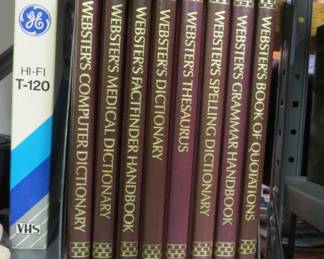 GE
HI-FI
T-120
VHS
WEBSTER'S COMPUTER DICTIONARY
WEBSTER'S MEDICAL DICTIONARY
WEBSTER'S FACTFINDER HANDBOOK
WEBSTER'S DICTIONARY
WEBSTER'S THESAURUS
WEBSTER'S SPELLING DICTIONARY
WEBSTER'S GRAMMAR HANDBOOK
WEBSTER'S BOOK OF QUOTATIONS